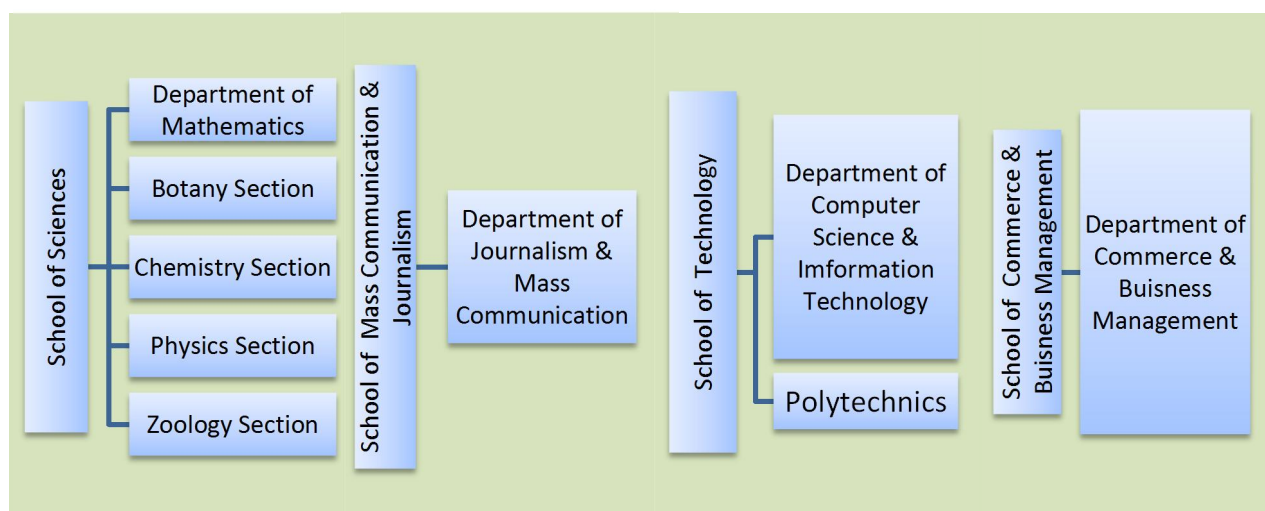 School of Sciences
Department of
Mathematics
Botany Section
Chemistry Section
Physics Section
Zoology Section
School of Mass Communication &
Journalism
Department of
Journalism &
Mass
Communication
School of Technology
Department of
Computer
Science &
Imformation
Technology
Polytechnics
School of Commerce &
Buisness Management
Department of
Commerce &
Buisness
Management